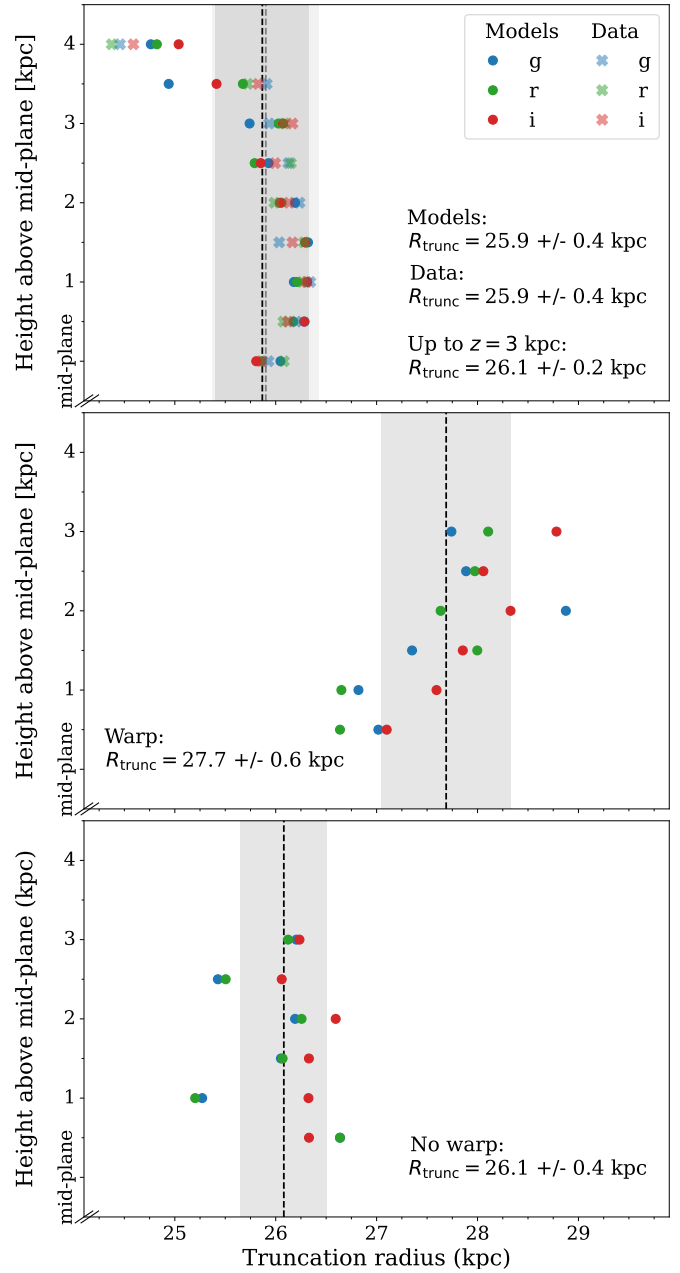 Models Data
g g
r r
i i
Height above mid-plane [kpc]
4
3
2
1
mid-plane
Models:
R_trunc = 25.9 +/- 0.4 kpc
Data:
R_trunc = 25.9 +/- 0.4 kpc
Up to z = 3 kpc:
R_trunc = 26.1 +/- 0.2 kpc
Height above mid-plane [kpc]
4
3
2
1
mid-plane
Warp:
R_trunc = 27.7 +/- 0.6 kpc
Height above mid-plane (kpc)
4
3
2
1
mid-plane
No warp:
R_trunc = 26.1 +/- 0.4 kpc
25 26 27 28 29
Truncation radius (kpc)